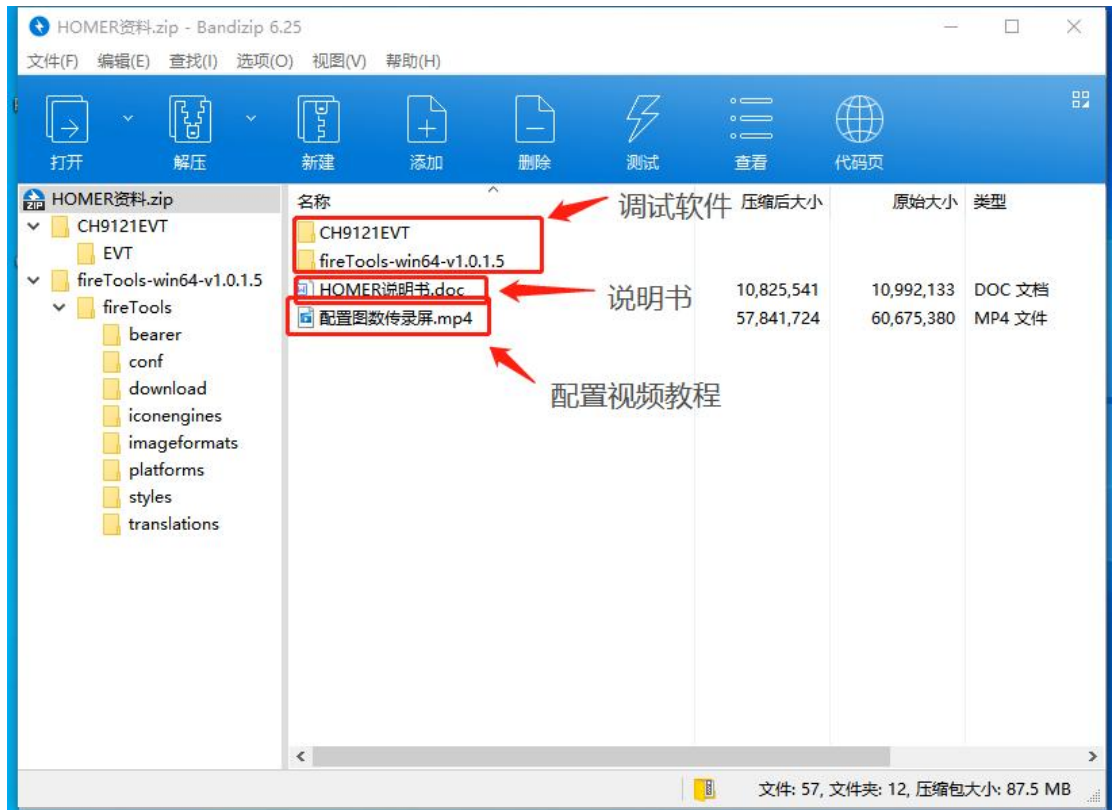 HOMER资料.zip - Bandizip 6.25
文件(F) 编辑(E) 查找(I) 选项(O) 视图(V) 帮助(H)
打开 解压 新建 添加 删除 测试 查看 代码页
HOMER资料.zip
CH9121EVT
EVT
fireTools-win64-v1.0.1.5
fireTools
bearer
conf
download
iconengines
imageformats
platforms
styles
translations
名称 压缩后大小 原始大小 类型
CH9121EVT
fireTools-win64-v1.0.1.5
HOMER说明书.doc 10,825,541 10,992,133 DOC 文档
配置图数传录屏.mp4 57,841,724 60,675,380 MP4 文件
调试软件
说明书
配置视频教程
文件: 57, 文件夹: 12, 压缩包大小: 87.5 MB